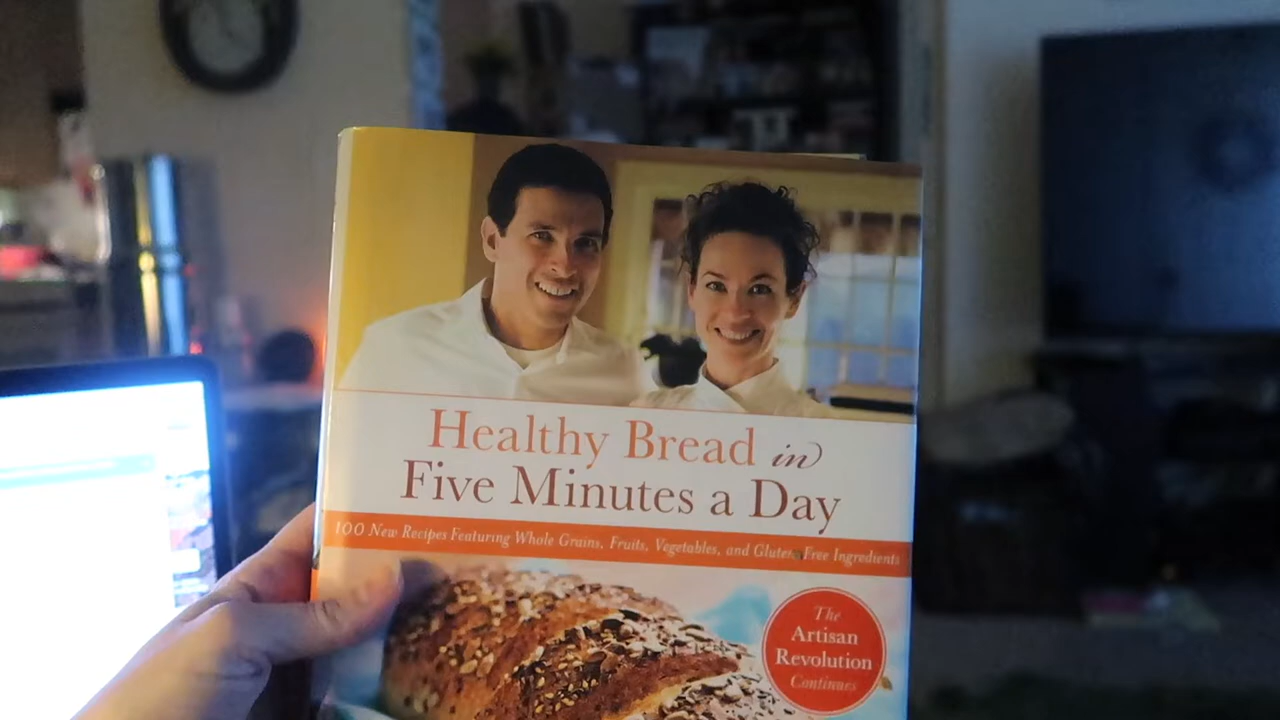 Healthy Bread in
Five Minutes a Day
100 New Recipes Featuring Whole Grains, Fruits, Vegetables, and Gluten-Free Ingredients
The
Artisan
Revolution
Continues